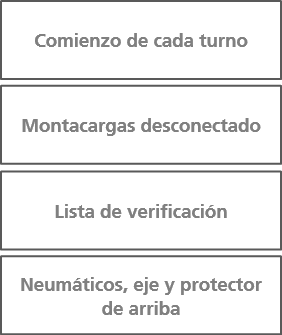 Comienzo de cada turno
Montacargas desconectado
Lista de verificación
Neumáticos, eje y protector
de arriba